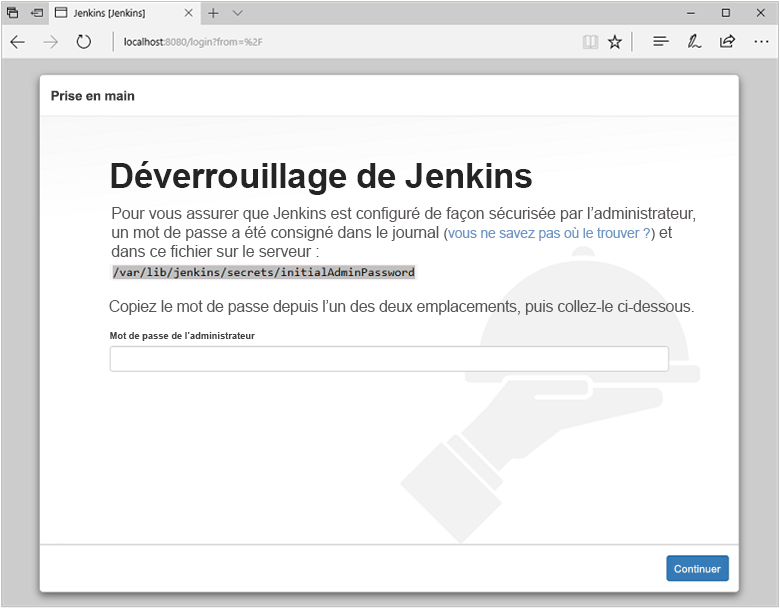 Jenkins [Jenkins]
localhost:8080/login?from=%2F
Prise en main
Déverrouillage de Jenkins
Pour vous assurer que Jenkins est configuré de façon sécurisée par l’administrateur,
un mot de passe a été consigné dans le journal (vous ne savez pas où le trouver ?) et
dans ce fichier sur le serveur :
/var/lib/jenkins/secrets/initialAdminPassword
Copiez le mot de passe depuis l’un des deux emplacements, puis collez-le ci-dessous.
Mot de passe de l’administrateur
Continuer